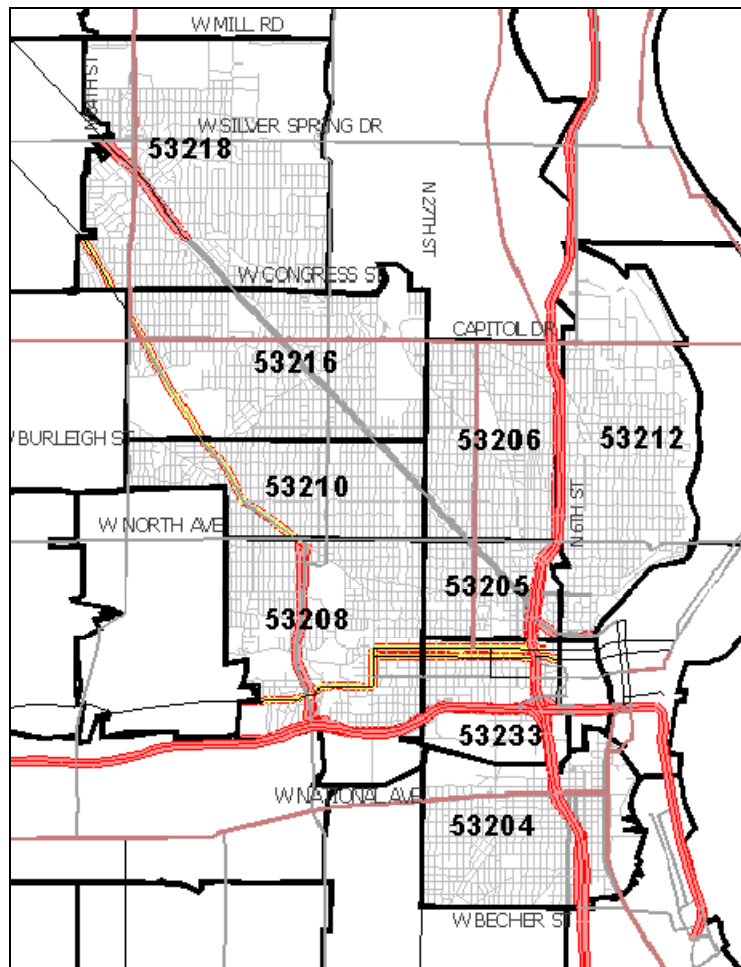 W MILL RD
W SILVER SPRING DR
53218
N 27TH ST
W CONGRESS ST
CAPITOL DR
53216
53206
53212
W BURLEIGH ST
53210
W NORTH AVE
N 6TH ST
53205
53208
53233
W NATIONAL AVE
53204
W BECHER ST